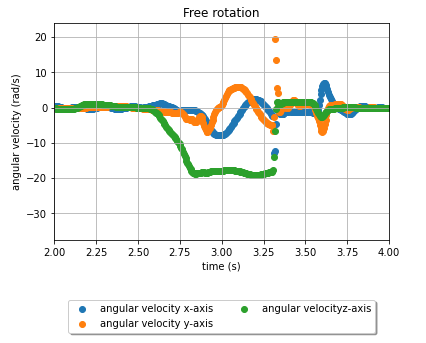 Free rotation
angular velocity (rad/s)
20
10
0
−10
−20
−30
2.00 2.25 2.50 2.75 3.00 3.25 3.50 3.75 4.00
time (s)
angular velocity x-axis angular velocityz-axis
angular velocity y-axis